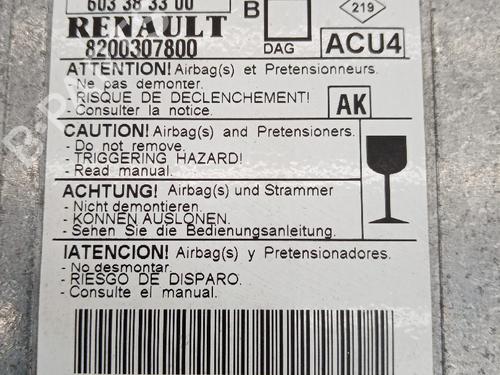 603 38 33 00
B
219
RENAULT
8200307800
DAG
ACU4
ATTENTION! Airbag(s) et Pretensionneurs.
- Ne pas demonter.
- RISQUE DE DECLENCHEMENT!
- Consulter la notice.
AK
CAUTION! Airbag(s) and Pretensioners.
- Do not remove.
- TRIGGERING HAZARD!
- Read manual.
ACHTUNG! Airbag(s) und Strammer
- Nicht demontieren.
- KONNEN AUSLONEN.
- Sehen Sie die Bedienungsanleitung.
IATENCION! Airbag(s) y Pretensionadores.
- No desmontar.
- RIESGO DE DISPARO.
- Consulte el manual.